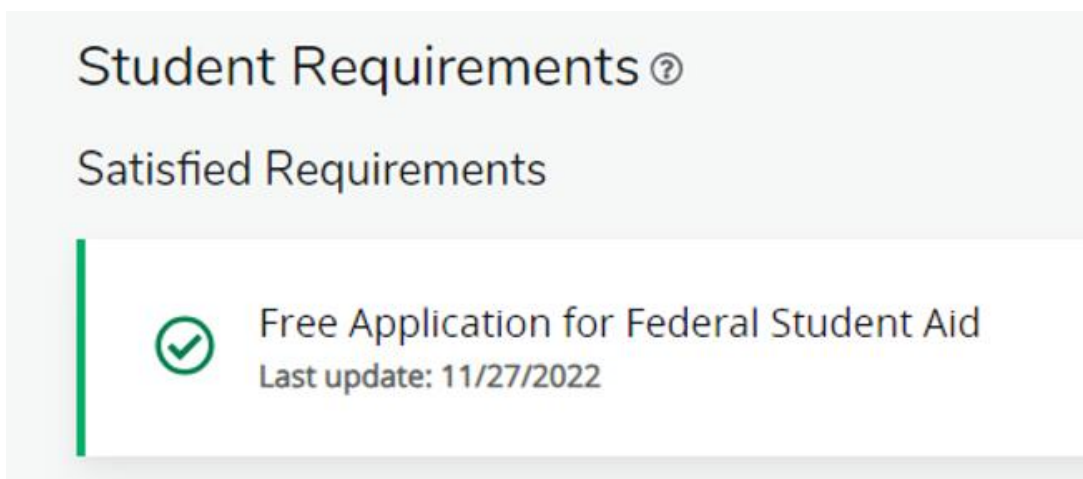 Student Requirements ?
Satisfied Requirements
Free Application for Federal Student Aid
Last update: 11/27/2022